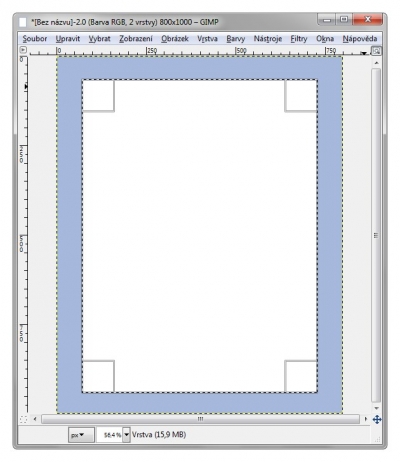 *[Bez názvu]-2.0 (Barva RGB, 2 vrstvy) 800x1000 – GIMP
Soubor Upravit Vybrat Zobrazení Obrázek Vrstva Barvy Nástroje Filtry Okna Nápověda
0 250 500 750
0
250
500
750
px 56,4 % Vrstva (15,9 MB)